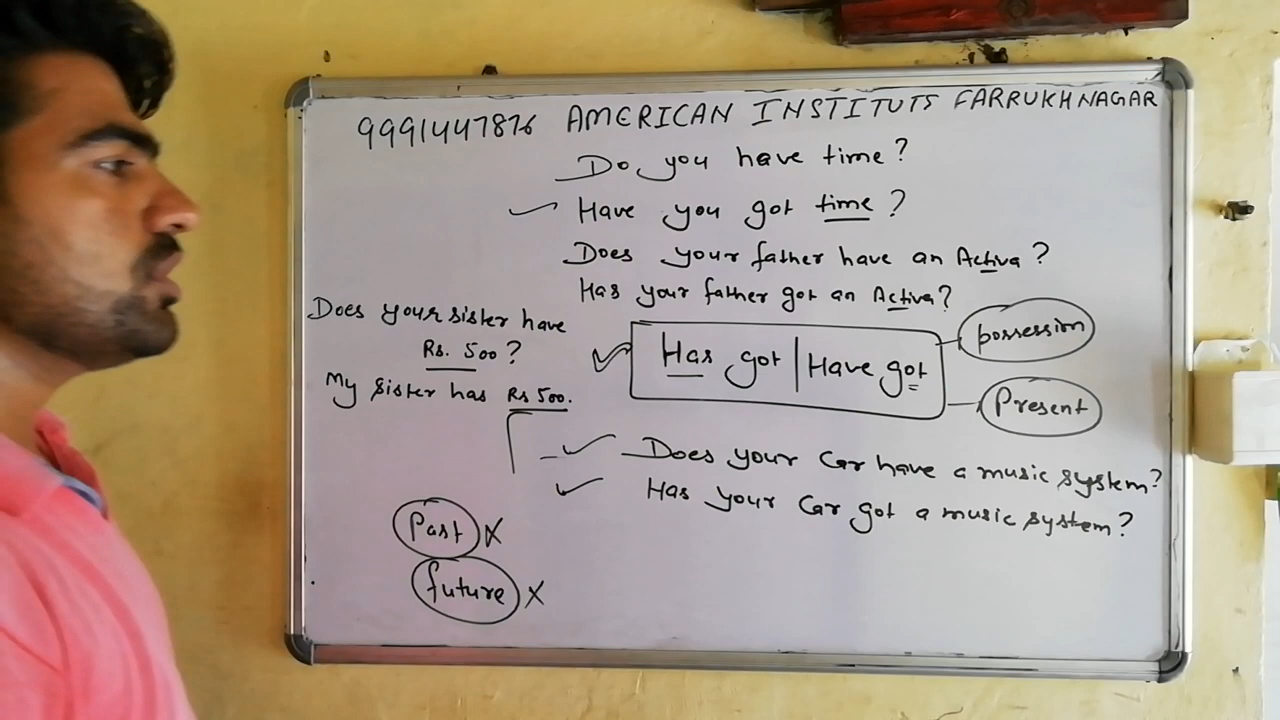 9991447876 AMERICAN INSTITUTS FARRUKHNAGAR
Do you have time?
Have you got time?
Does your father have an Activa?
Has your father got an Activa?
Does your sister have
Rs. 500?
My sister has Rs 500.
Has got | Have got
possession
Present
Does your Car have a music system?
Has your Car got a music system?
Past X
future X